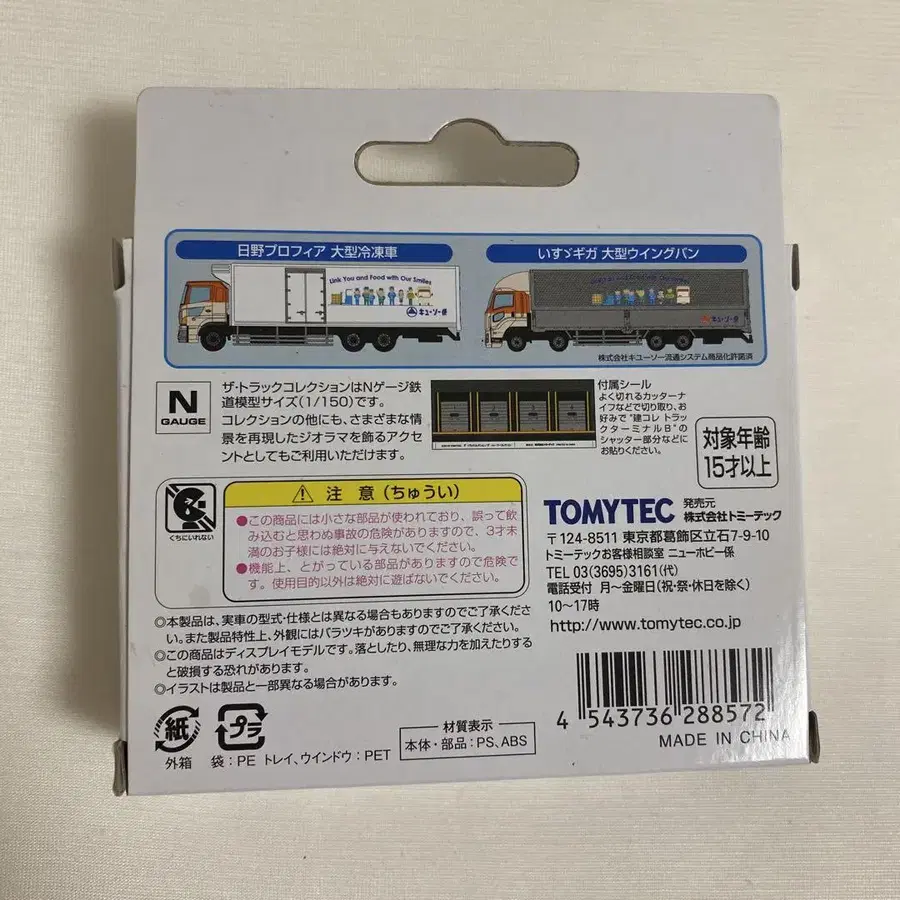 日野プロフィア 大型冷凍車
いすゞギガ 大型ウイングバン
Link You and Food with Our Smiles
キユーソー便
キユーソー便
株式会社キユーソー流通システム商品化許諾済
N
GAUGE
ザ・トラックコレクションはNゲージ鉄
道模型サイズ(1/150)です。
コレクションの他にも、さまざまな情
景を再現したジオラマを飾るアクセ
ントとしてもご利用いただけます。
付属シール
よく切れるカッターナ
イフなどで切り取り、お
好みで"建コレ トラッ
クターミナルB"の
シャッター部分などに
お貼りください。
対象年齢
15才以上
くちにいれない
注 意(ちゅうい)
●この商品には小さな部品が使われており、誤って飲
み込むと思わぬ事故の危険がありますので、3才未
満のお子様には絶対に与えないでください。
●機能上、とがっている部品がありますので危険で
す。使用目的以外は絶対に遊ばないでください。
◎本製品は、実車の型式・仕様とは異なる場合もありますのでご了承くださ
い。また製品特性上、外観にはバラツキがありますのでご了承ください。
◎この商品はディスプレイモデルです。落としたり、無理な力を加えたりする
と破損する恐れがあります。
◎イラストは製品と一部異なる場合があります。
TOMYTEC 発売元
株式会社トミーテック
〒124-8511 東京都葛飾区立石7-9-10
トミーテックお客様相談室 ニューホビー係
TEL 03(3695)3161(代)
電話受付 月～金曜日(祝・祭・休日を除く)
10～17時
http://www.tomytec.co.jp
4 543736 288572
MADE IN CHINA
紙
外箱
プラ
袋:PE トレイ、ウインドウ:PET
材質表示
本体・部品:PS、ABS